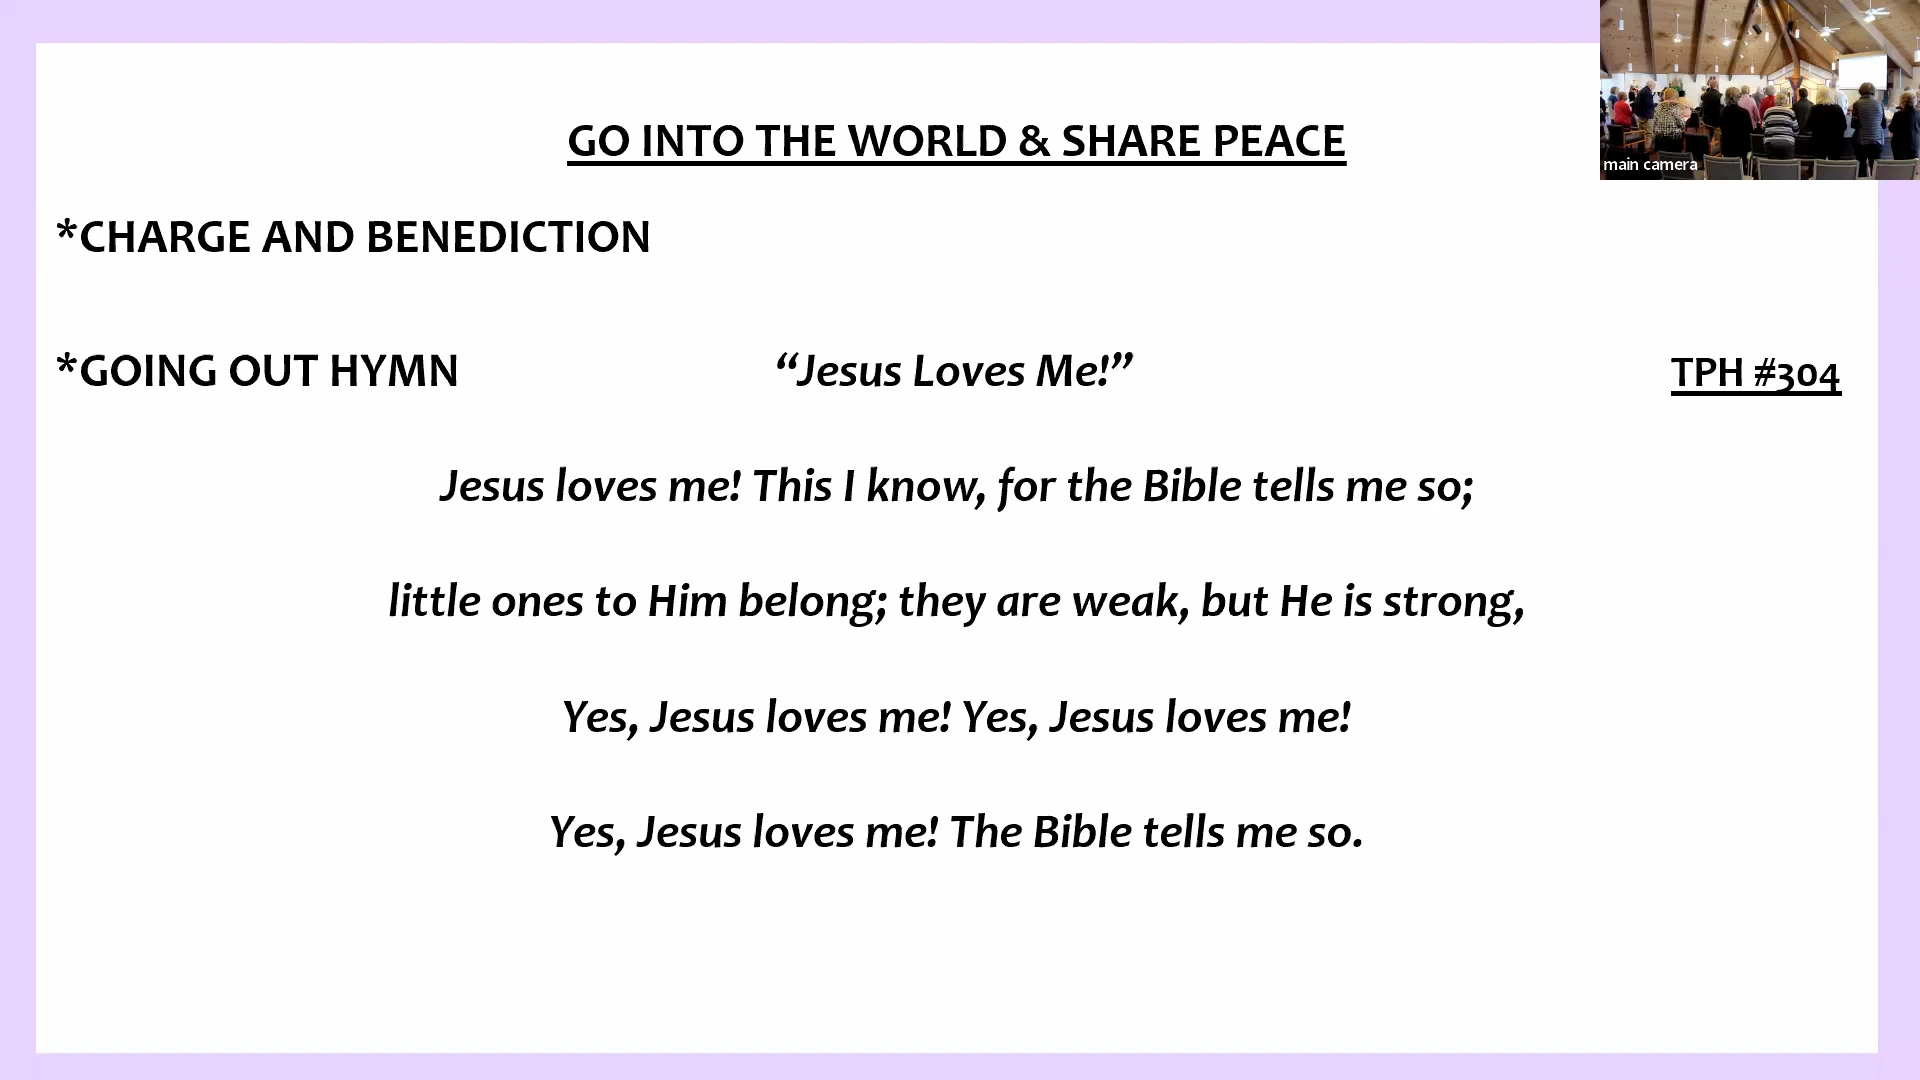 GO INTO THE WORLD & SHARE PEACE
main camera
*CHARGE AND BENEDICTION
*GOING OUT HYMN “Jesus Loves Me!” TPH #304
Jesus loves me! This I know, for the Bible tells me so;
little ones to Him belong; they are weak, but He is strong,
Yes, Jesus loves me! Yes, Jesus loves me!
Yes, Jesus loves me! The Bible tells me so.